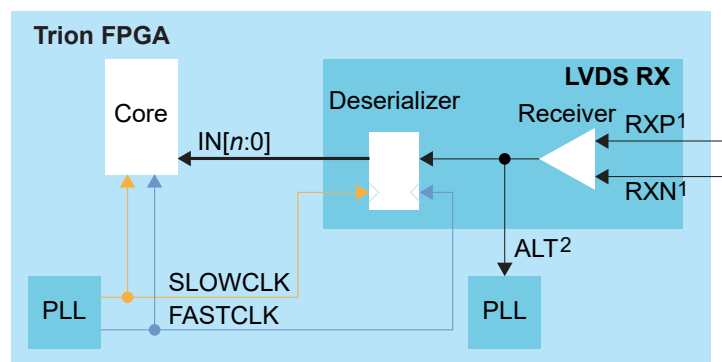 Trion FPGA
LVDS RX
Deserializer
Core
Receiver
RXP1
IN[n:0]
RXN1
ALT2
SLOWCLK
PLL
FASTCLK
PLL